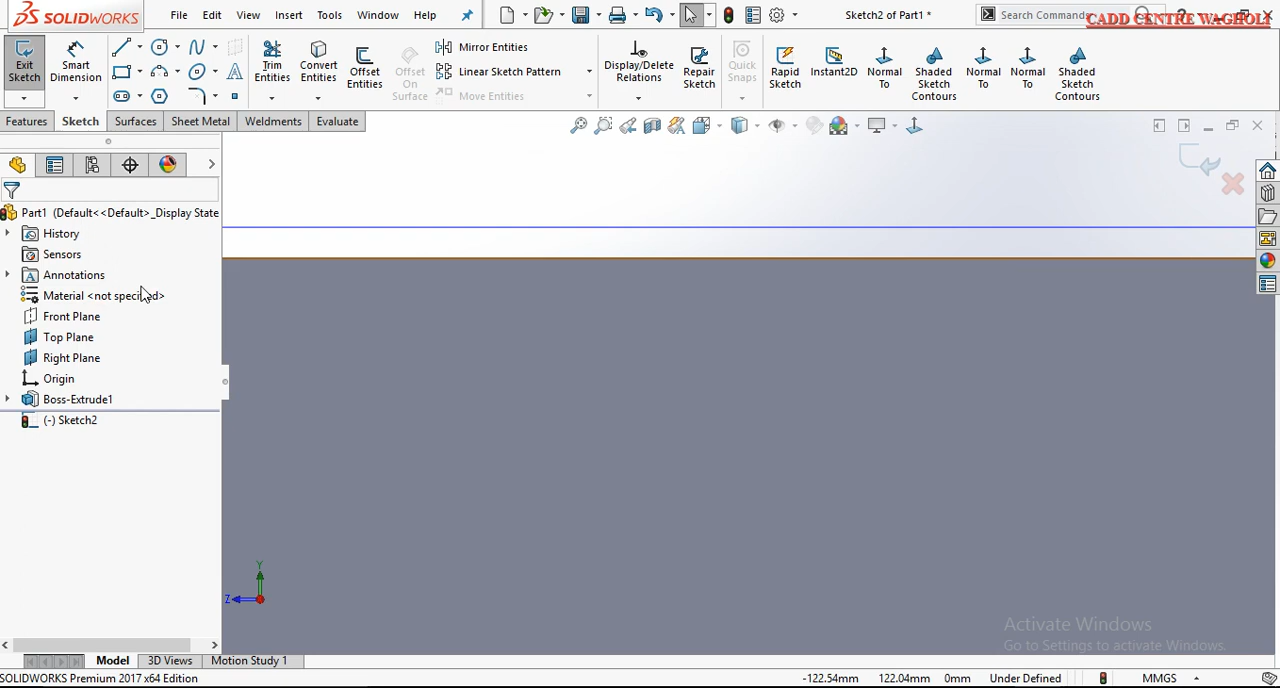 SOLIDWORKS File Edit View Insert Tools Window Help Sketch2 of Part1 * Search Commands
CADD CENTRE WAGHOLI
Exit Sketch
Smart Dimension
Trim Entities
Convert Entities
Offset Entities
Offset On Surface
Mirror Entities
Linear Sketch Pattern
Move Entities
Display/Delete Relations
Repair Sketch
Quick Snaps
Rapid Sketch
Instant2D
Normal To
Shaded Sketch Contours
Normal To
Normal To
Shaded Sketch Contours
Features Sketch Surfaces Sheet Metal Weldments Evaluate
Part1 (Default<<Default>_Display State
History
Sensors
Annotations
Material <not specified>
Front Plane
Top Plane
Right Plane
Origin
Boss-Extrude1
(-) Sketch2
Y
Z
Activate Windows
Go to Settings to activate Windows.
Model 3D Views Motion Study 1
SOLIDWORKS Premium 2017 x64 Edition -122.54mm 122.04mm 0mm Under Defined MMGS